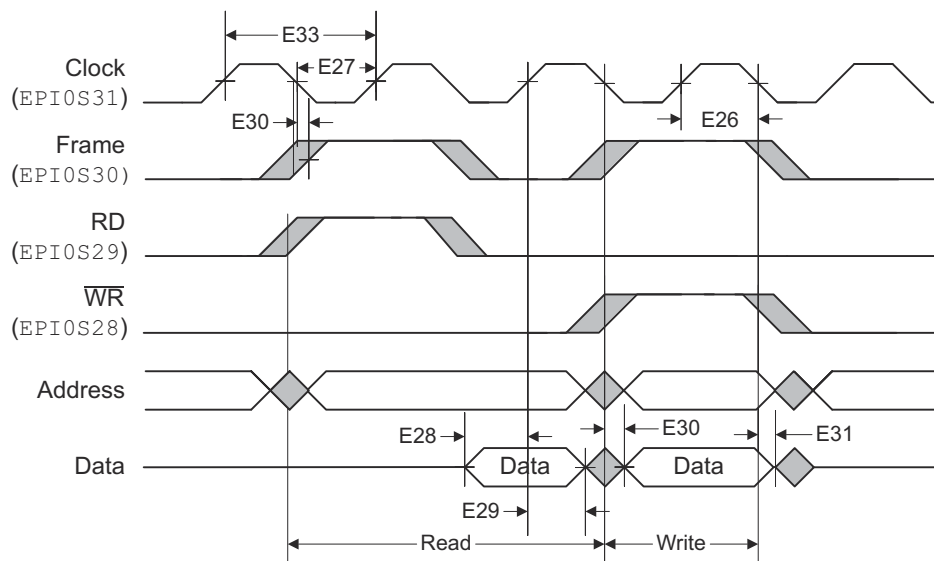 E33
Clock
E27
(EPI0S31)
E30
E26
Frame
(EPI0S30)
RD
(EPI0S29)
WR
(EPI0S28)
Address
E28
E30
E31
Data
Data
Data
E29
Read
Write